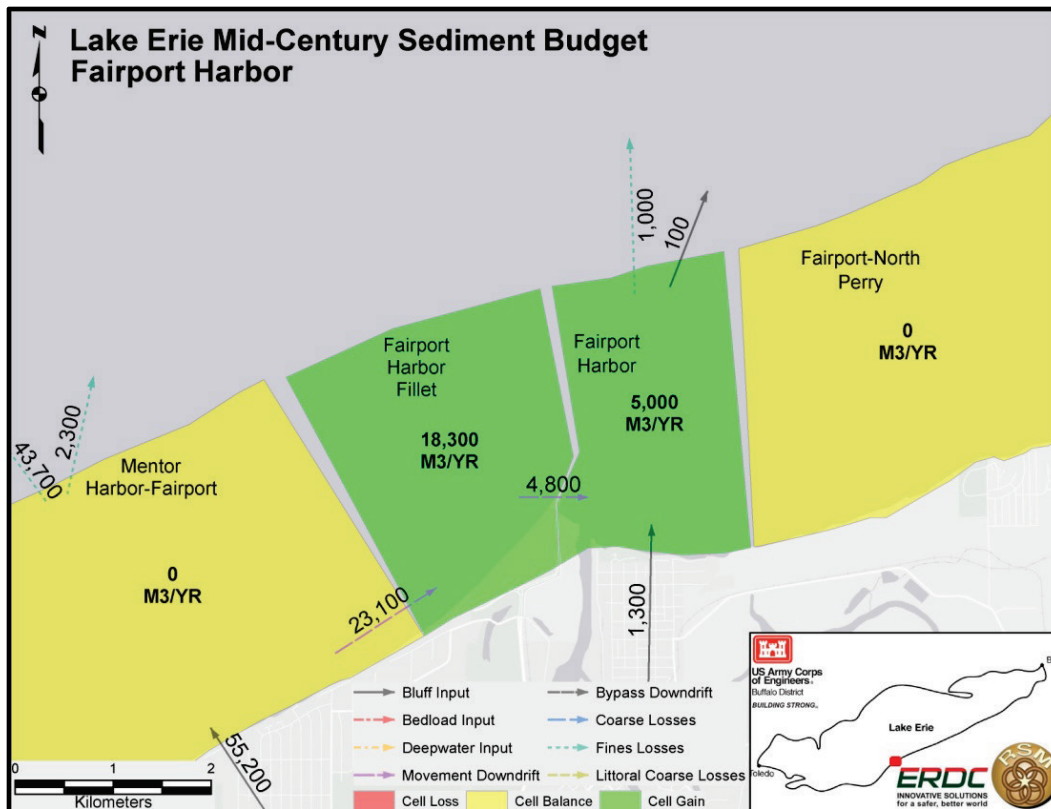 N
Lake Erie Mid-Century Sediment Budget
Fairport Harbor
1,000
100
Fairport-North
Perry
0
M3/YR
Fairport
Harbor
Fillet
Fairport
Harbor
5,000
M3/YR
18,300
M3/YR
4,800
43,700
2,300
Mentor
Harbor-Fairport
0
M3/YR
23,100
1,300
55,200
0 1 2
Kilometers
Bluff Input
Bypass Downdrift
Bedload Input
Coarse Losses
Deepwater Input
Fines Losses
Movement Downdrift
Littoral Coarse Losses
Cell Loss
Cell Balance
Cell Gain
US Army Corps
of Engineers®
Buffalo District
BUILDING STRONG®
Lake Erie
Toledo
B
ERDC
INNOVATIVE SOLUTIONS
for a safer, better world
RSM